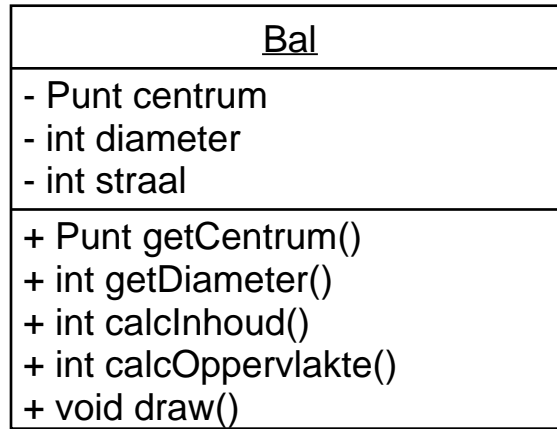 Bal
- Punt centrum
- int diameter
- int straal
+ Punt getCentrum()
+ int getDiameter()
+ int calcInhoud()
+ int calcOppervlakte()
+ void draw()